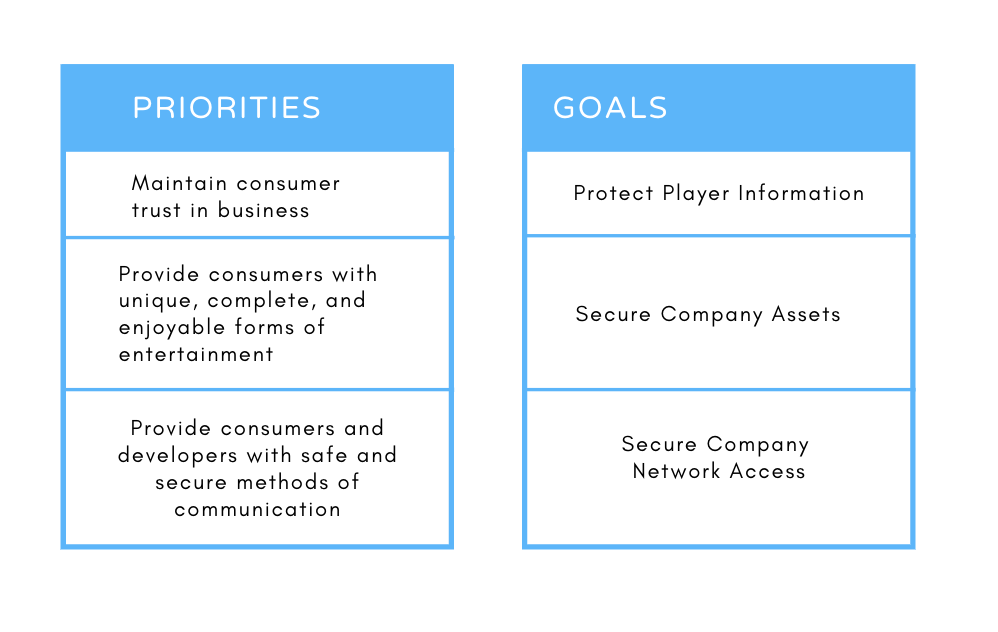 PRIORITIES
Maintain consumer
trust in business
Provide consumers with
unique, complete, and
enjoyable forms of
entertainment
Provide consumers and
developers with safe and
secure methods of
communication
GOALS
Protect Player Information
Secure Company Assets
Secure Company
Network Access